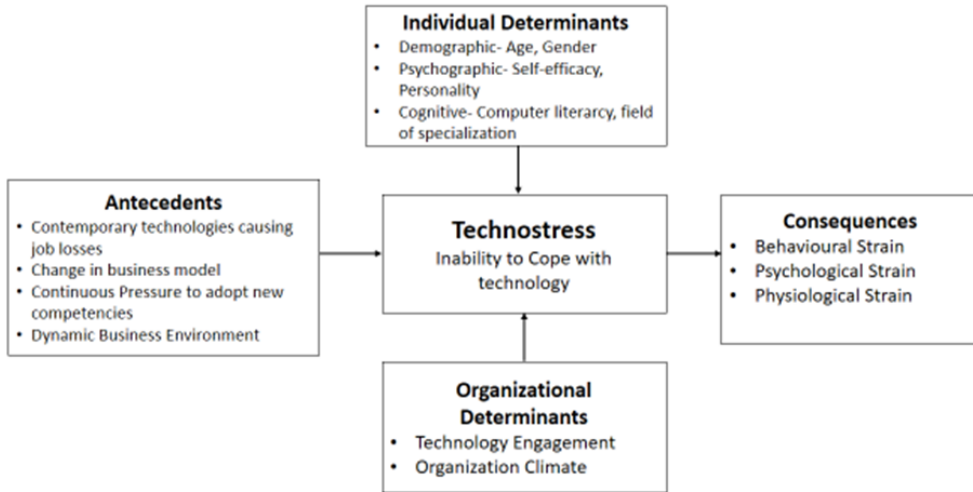 Individual Determinants
• Demographic- Age, Gender
• Psychographic- Self-efficacy,
Personality
• Cognitive- Computer literarcy, field
of specialization
Antecedents
• Contemporary technologies causing
job losses
• Change in business model
• Continuous Pressure to adopt new
competencies
• Dynamic Business Environment
Technostress
Inability to Cope with
technology
Consequences
• Behavioural Strain
• Psychological Strain
• Physiological Strain
Organizational
Determinants
• Technology Engagement
• Organization Climate